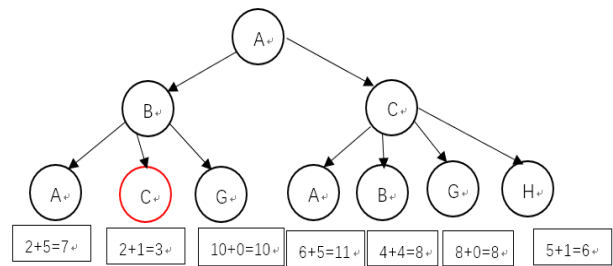 A
B C
A C G A B G H
2+5=7 2+1=3 10+0=10 6+5=11 4+4=8 8+0=8 5+1=6